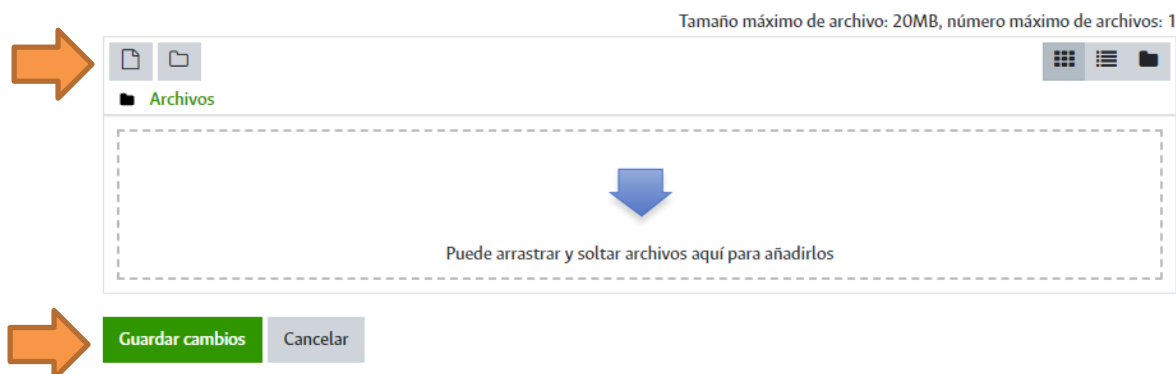 Tamaño máximo de archivo: 20MB, número máximo de archivos: 1
Archivos
Puede arrastrar y soltar archivos aquí para añadirlos
Guardar cambios Cancelar